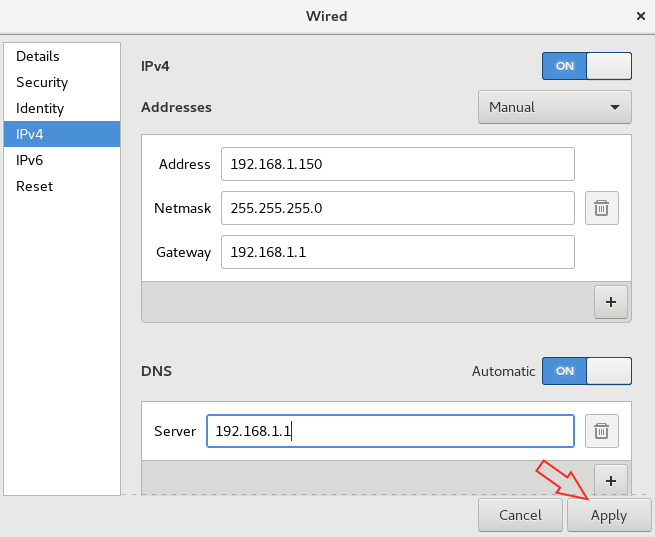 Wired
Details
Security
Identity
IPv4
IPv6
Reset
IPv4 ON
Addresses Manual
Address 192.168.1.150
Netmask 255.255.255.0
Gateway 192.168.1.1
+
DNS Automatic ON
Server 192.168.1.1
+
Cancel Apply